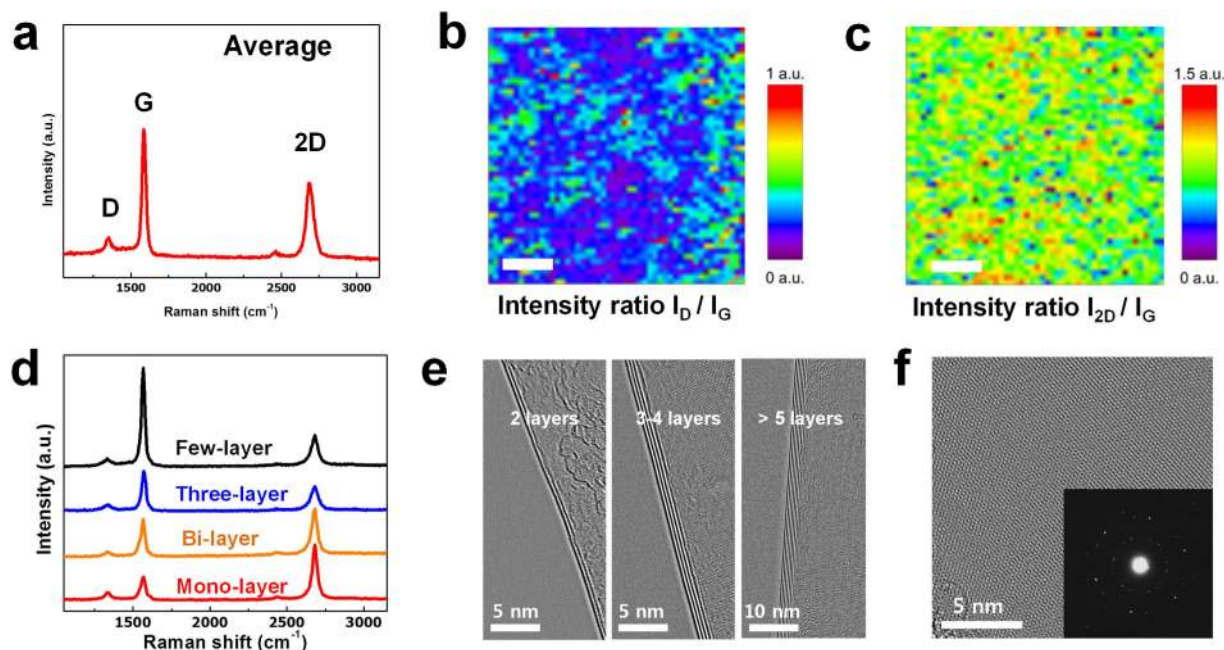 a
Average
D
G
2D
Intensity (a.u.)
1500
2000
2500
3000
Raman shift (cm⁻¹)
b
1 a.u.
0 a.u.
Intensity ratio I_D / I_G
c
1.5 a.u.
0 a.u.
Intensity ratio I_2D / I_G
d
Few-layer
Three-layer
Bi-layer
Mono-layer
Intensity (a.u.)
1500
2000
2500
3000
Raman shift (cm⁻¹)
e
2 layers
3-4 layers
> 5 layers
5 nm
5 nm
10 nm
f
5 nm